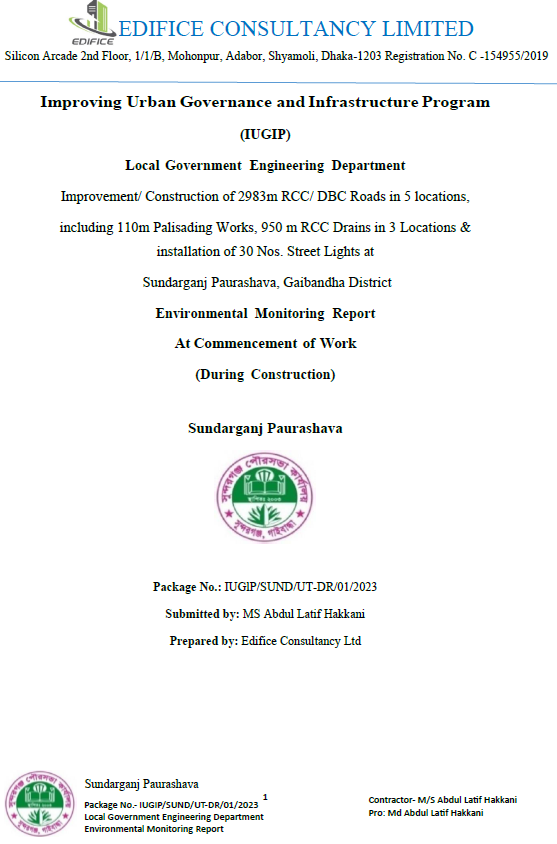 EDIFICE
EDIFICE CONSULTANCY LIMITED
Silicon Arcade 2nd Floor, 1/1/B, Mohonpur, Adabor, Shyamoli, Dhaka-1203 Registration No. C -154955/2019
Improving Urban Governance and Infrastructure Program
(IUGIP)
Local Government Engineering Department
Improvement/ Construction of 2983m RCC/ DBC Roads in 5 locations,
including 110m Palisading Works, 950 m RCC Drains in 3 Locations &
installation of 30 Nos. Street Lights at
Sundarganj Paurashava, Gaibandha District
Environmental Monitoring Report
At Commencement of Work
(During Construction)
Sundarganj Paurashava
সুন্দরগঞ্জ পৌরসভা কার্যালয়
সুন্দরগঞ্জ, গাইবান্ধা
Package No.: IUGIP/SUND/UT-DR/01/2023
Submitted by: MS Abdul Latif Hakkani
Prepared by: Edifice Consultancy Ltd
সুন্দরগঞ্জ পৌরসভা কার্যালয়
সুন্দরগঞ্জ, গাইবান্ধা
Sundarganj Paurashava
1
Package No.- IUGIP/SUND/UT-DR/01/2023
Local Government Engineering Department
Environmental Monitoring Report
Contractor- M/S Abdul Latif Hakkani
Pro: Md Abdul Latif Hakkani